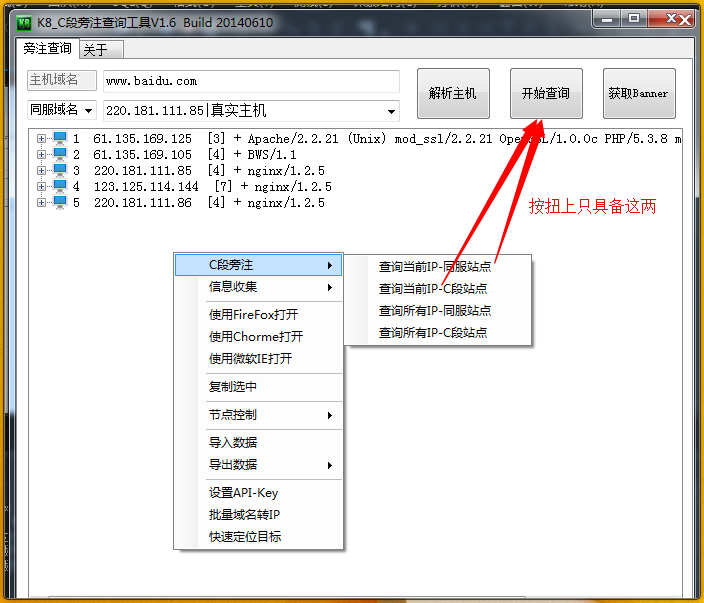 K8_C段旁注查询工具V1.6 Build 20140610
旁注查询 关于
主机域名 www.baidu.com 解析主机 开始查询 获取Banner
同服域名 220.181.111.85|真实主机
1 61.135.169.125 [3] + Apache/2.2.21 (Unix) mod_ssl/2.2.21 OpenSSL/1.0.0c PHP/5.3.8 m
2 61.135.169.105 [4] + BWS/1.1
3 220.181.111.85 [4] + nginx/1.2.5
4 123.125.114.144 [7] + nginx/1.2.5
5 220.181.111.86 [4] + nginx/1.2.5
按扭上只具备这两
C段旁注
信息收集
使用FireFox打开
使用Chorme打开
使用微软IE打开
复制选中
节点控制
导入数据
导出数据
设置API-Key
批量域名转IP
快速定位目标
查询当前IP-同服站点
查询当前IP-C段站点
查询所有IP-同服站点
查询所有IP-C段站点